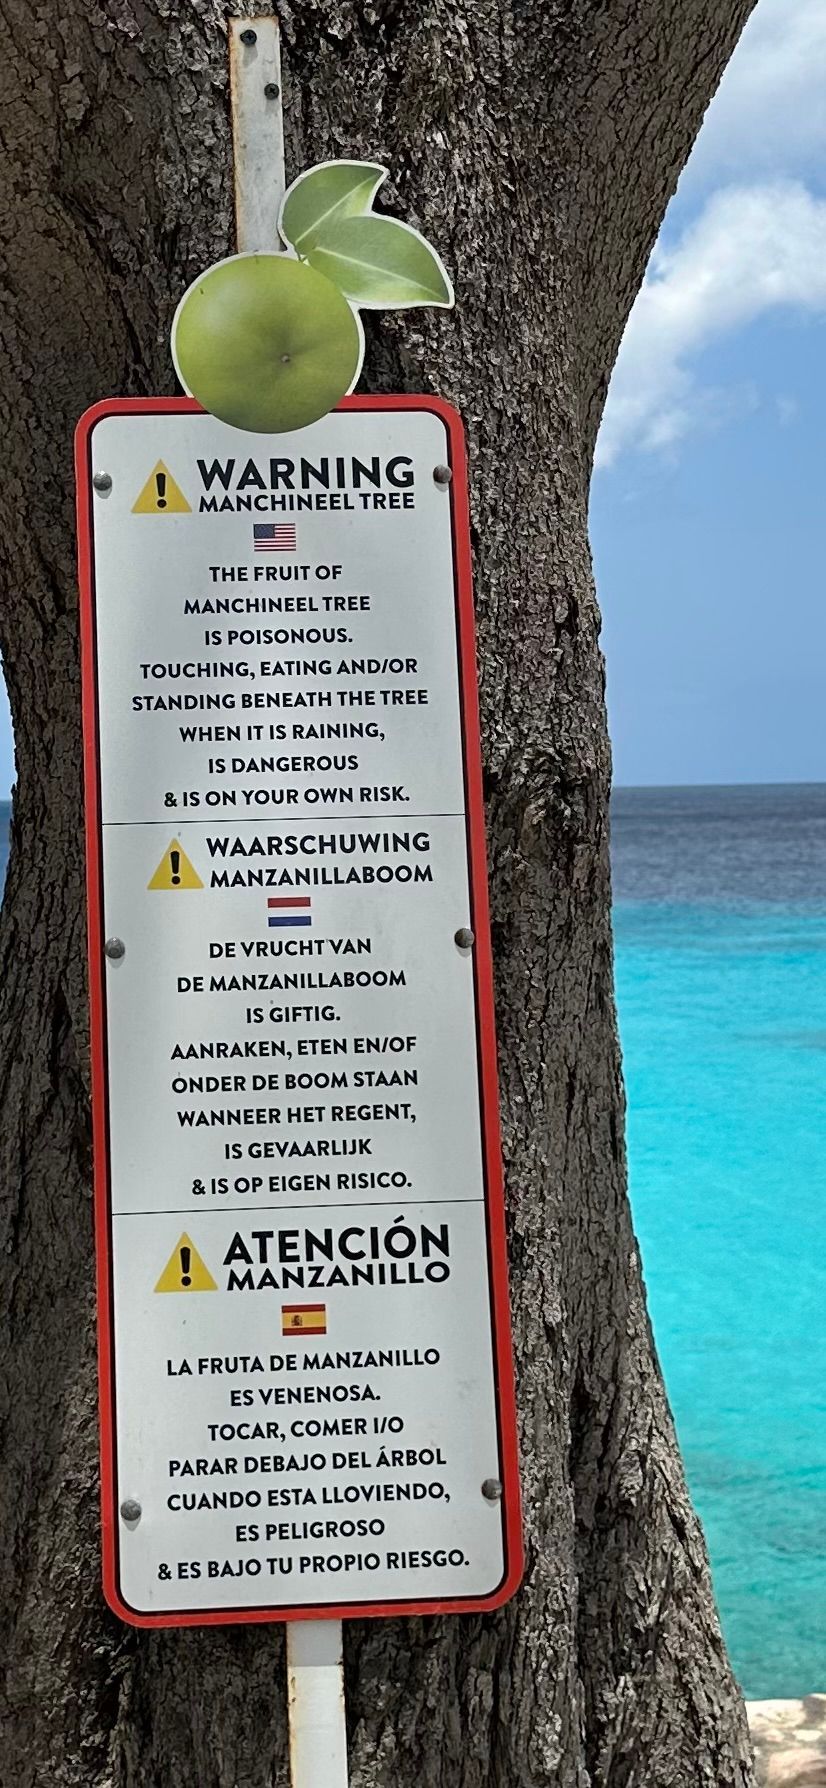 WARNING
MANCHINEEL TREE
THE FRUIT OF
MANCHINEEL TREE
IS POISONOUS.
TOUCHING, EATING AND/OR
STANDING BENEATH THE TREE
WHEN IT IS RAINING,
IS DANGEROUS
& IS ON YOUR OWN RISK.
WAARSCHUWING
MANZANILLABOOM
DE VRUCHT VAN
DE MANZANILLABOOM
IS GIFTIG.
AANRAKEN, ETEN EN/OF
ONDER DE BOOM STAAN
WANNEER HET REGENT,
IS GEVAARLIJK
& IS OP EIGEN RISICO.
ATENCIÓN
MANZANILLO
LA FRUTA DE MANZANILLO
ES VENENOSA.
TOCAR, COMER I/O
PARAR DEBAJO DEL ÁRBOL
CUANDO ESTA LLOVIENDO,
ES PELIGROSO
& ES BAJO TU PROPIO RIESGO.